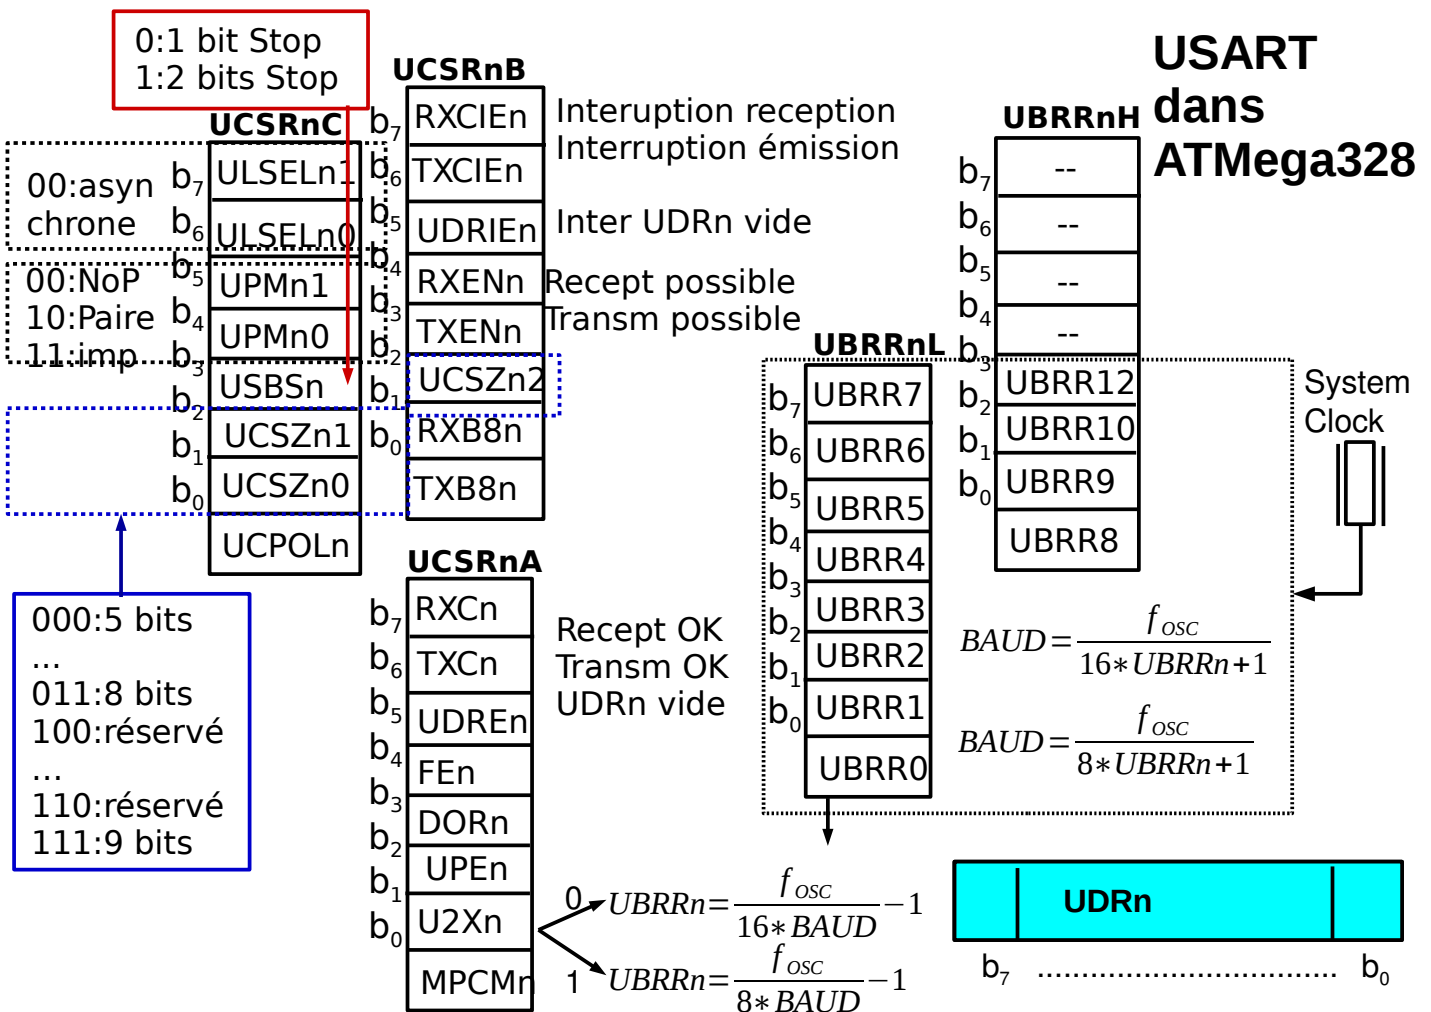 USART
dans
ATMega328
0:1 bit Stop
1:2 bits Stop
UCSRnC
b7 ULSELn1
b6 ULSELn0
b5 UPMn1
b4 UPMn0
b3 USBSn
b2 UCSZn1
b1 UCSZn0
b0 UCPOLn
00:asyn
chrone
00:NoP
10:Paire
11:imp
000:5 bits
...
011:8 bits
100:réservé
...
110:réservé
111:9 bits
UCSRnB
b7 RXCIEn
b6 TXCIEn
b5 UDRIEn
b4 RXENn
b3 TXENn
b2 UCSZn2
b1 RXB8n
b0 TXB8n
Interuption reception
Interruption émission
Inter UDRn vide
Recept possible
Transm possible
UCSRnA
b7 RXCn
b6 TXCn
b5 UDREn
b4 FEn
b3 DORn
b2 UPEn
b1 U2Xn
b0 MPCMn
Recept OK
Transm OK
UDRn vide
0 UBRRn=fOSC/16∗BAUD−1
1 UBRRn=fOSC/8∗BAUD−1
UBRRnL
b7 UBRR7
b6 UBRR6
b5 UBRR5
b4 UBRR4
b3 UBRR3
b2 UBRR2
b1 UBRR1
b0 UBRR0
UBRRnH
b7 --
b6 --
b5 --
b4 --
b3 UBRR12
b2 UBRR10
b1 UBRR9
b0 UBRR8
System
Clock
BAUD=fOSC/16∗UBRRn+1
BAUD=fOSC/8∗UBRRn+1
UDRn
b7 ................................. b0